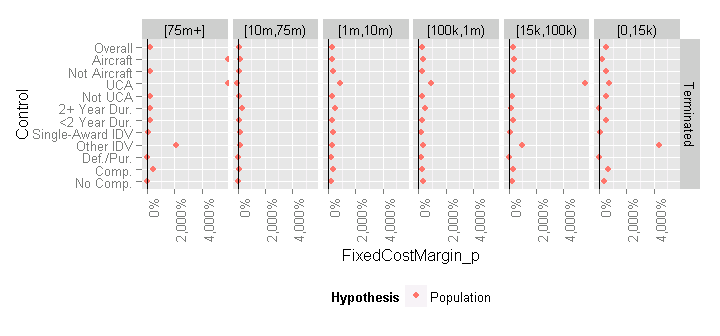 [75m+] [10m,75m) [1m,10m) [100k,1m) [15k,100k) [0,15k)
Overall
Aircraft
Not Aircraft
UCA
Not UCA
2+ Year Dur.
<2 Year Dur.
Single-Award IDV
Other IDV
Def./Pur.
Comp.
No Comp.
Control
Terminated
0% 2,000% 4,000% 0% 2,000% 4,000% 0% 2,000% 4,000% 0% 2,000% 4,000% 0% 2,000% 4,000% 0% 2,000% 4,000%
FixedCostMargin_p
Hypothesis Population